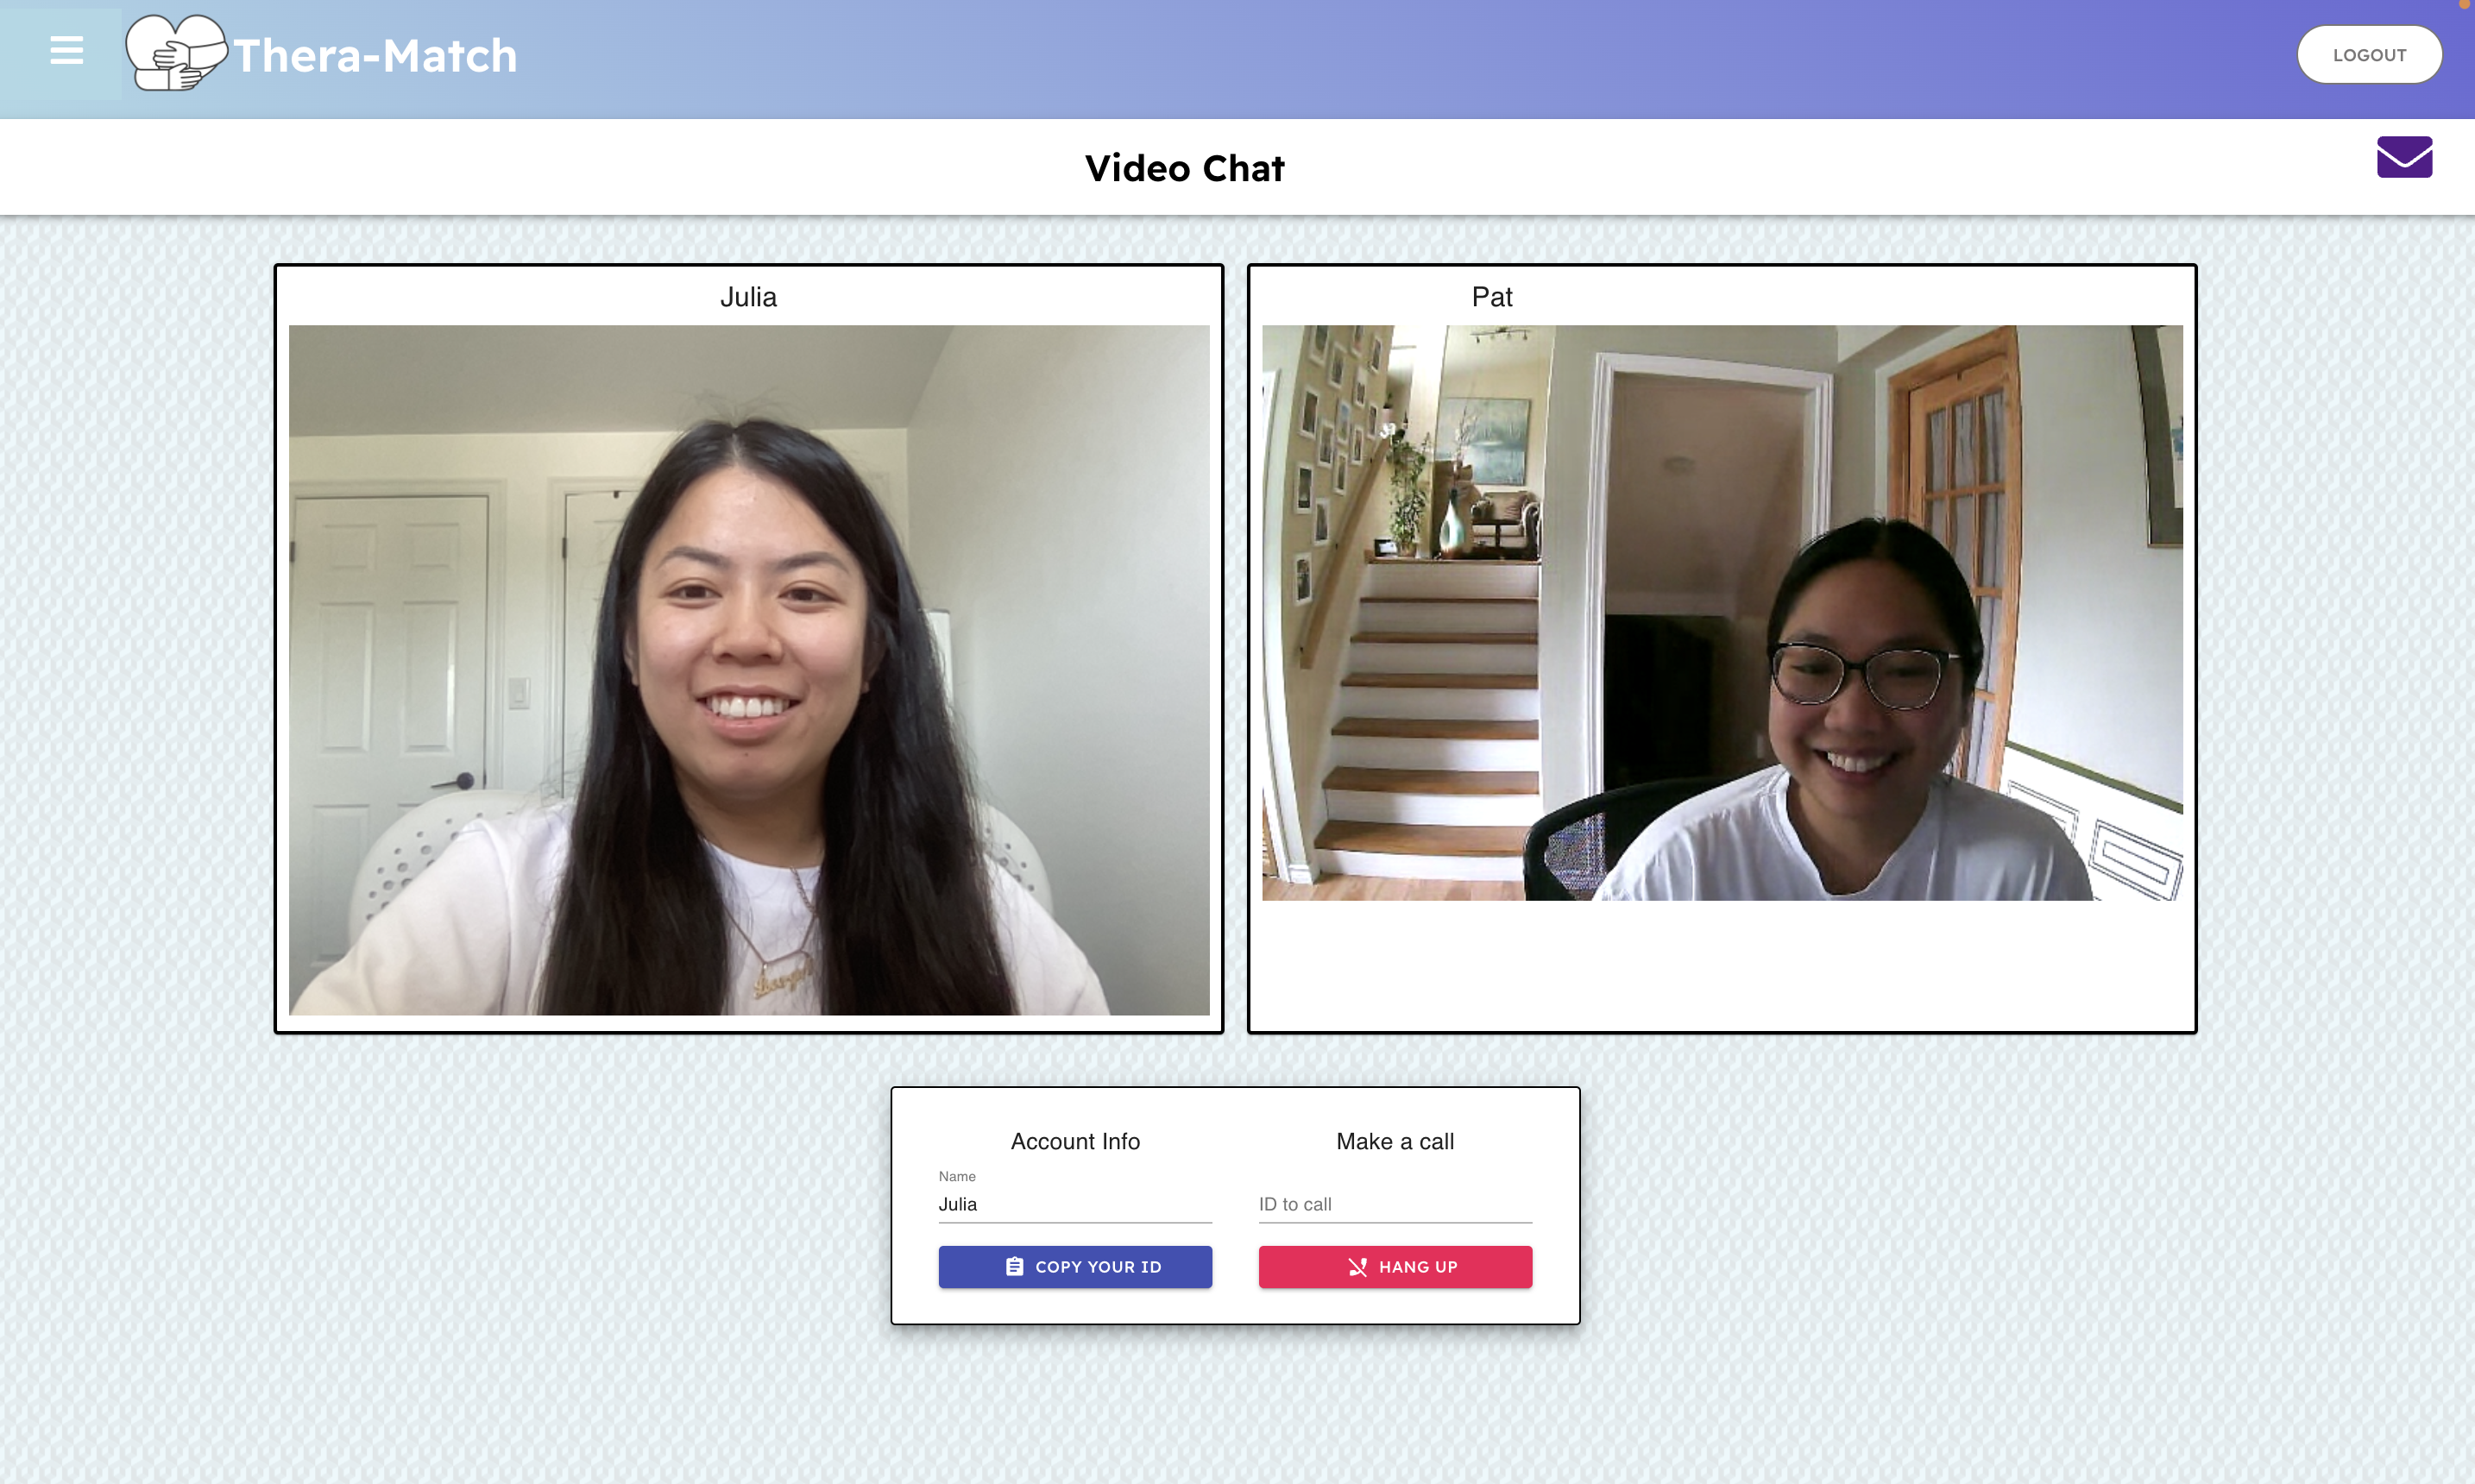 Thera-Match
LOGOUT
Video Chat
Julia
Pat
Account Info
Make a call
Name
Julia
ID to call
COPY YOUR ID
HANG UP